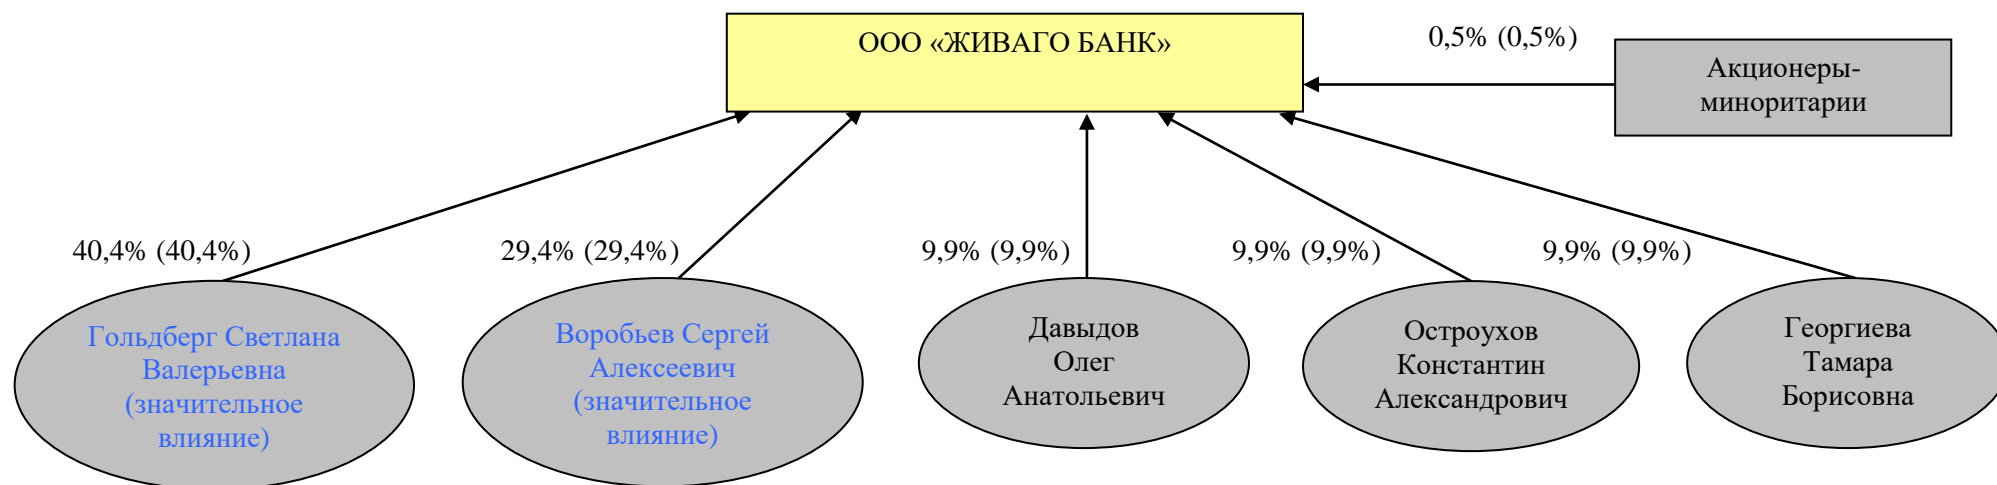 ООО «ЖИВАГО БАНК»
0,5% (0,5%)
Акционеры-
миноритарии
40,4% (40,4%)
29,4% (29,4%)
9,9% (9,9%)
9,9% (9,9%)
9,9% (9,9%)
Гольдберг Светлана
Валерьевна
(значительное
влияние)
Воробьев Сергей
Алексеевич
(значительное
влияние)
Давыдов
Олег
Анатольевич
Остроухов
Константин
Александрович
Георгиева
Тамара
Борисовна